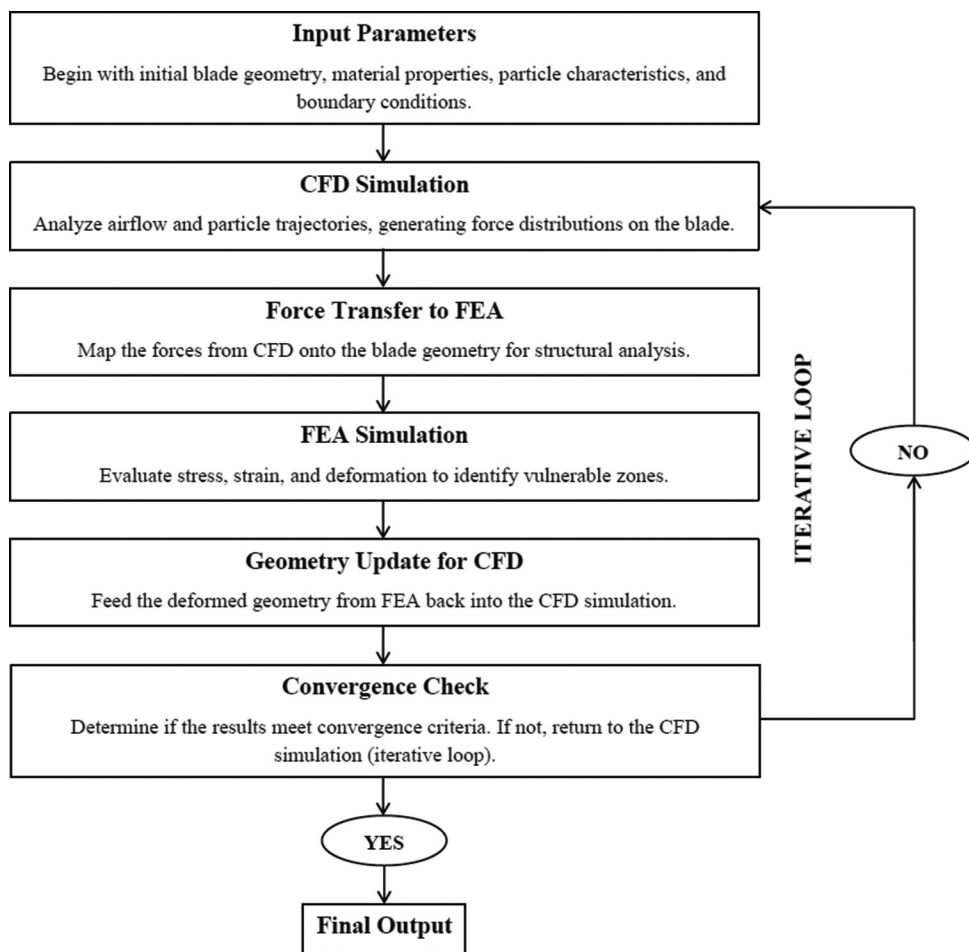 Input Parameters
Begin with initial blade geometry, material properties, particle characteristics, and
boundary conditions.
CFD Simulation
Analyze airflow and particle trajectories, generating force distributions on the blade.
Force Transfer to FEA
Map the forces from CFD onto the blade geometry for structural analysis.
FEA Simulation
Evaluate stress, strain, and deformation to identify vulnerable zones.
Geometry Update for CFD
Feed the deformed geometry from FEA back into the CFD simulation.
Convergence Check
Determine if the results meet convergence criteria. If not, return to the CFD
simulation (iterative loop).
ITERATIVE LOOP
NO
YES
Final Output